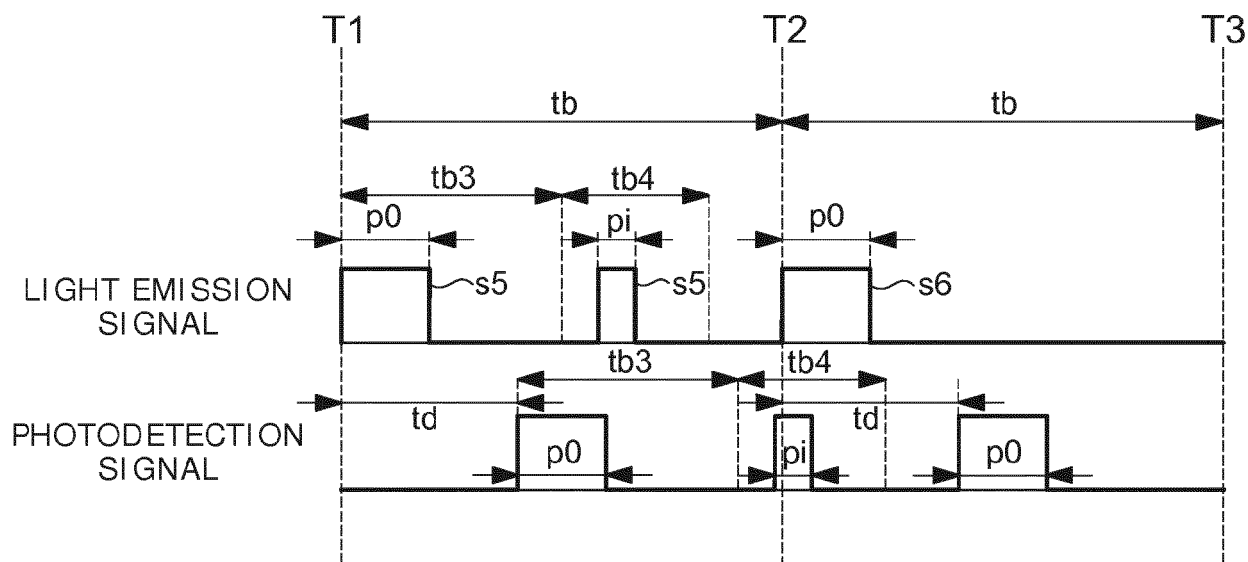 T1 T2 T3
tb tb
tb3 tb4
p0 pi p0
LIGHT EMISSION
SIGNAL
s5 s5 s6
tb3 tb4
td td
PHOTODETECTION
SIGNAL
p0 pi p0